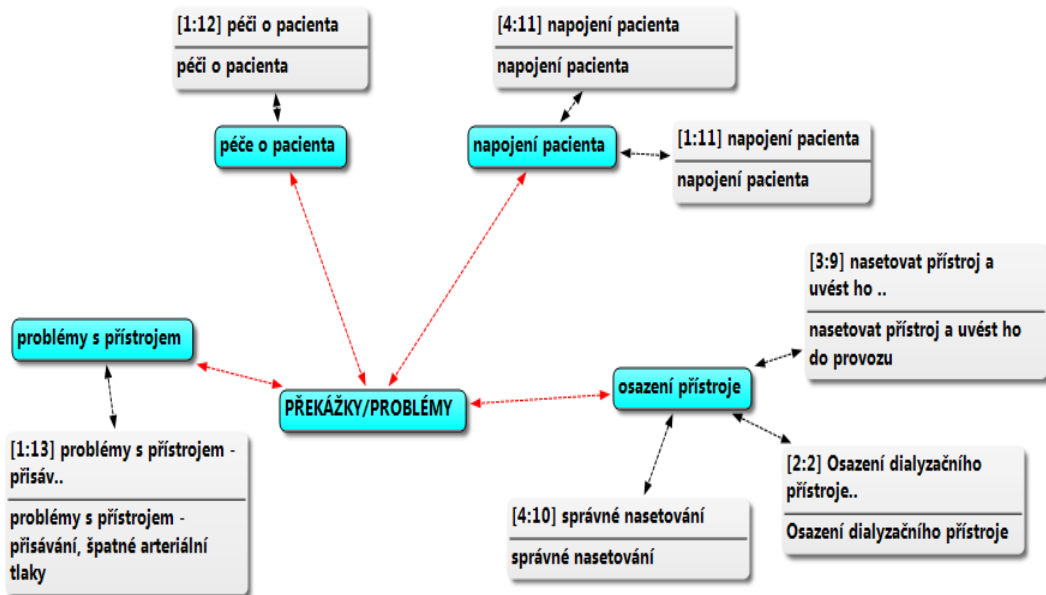 [1:12] péči o pacienta
péči o pacienta
[4:11] napojení pacienta
napojení pacienta
péče o pacienta
napojení pacienta
[1:11] napojení pacienta
napojení pacienta
[3:9] nasetovat přístroj a
uvést ho ..
nasetovat přístroj a uvést ho
do provozu
problémy s přístrojem
PŘEKÁŽKY/PROBLÉMY
osazení přístroje
[1:13] problémy s přístrojem -
přisáv..
problémy s přístrojem -
přisávání, špatné arteriální
tlaky
[4:10] správné nasetování
správné nasetování
[2:2] Osazení dialyzačního
přístroje..
Osazení dialyzačního přístroje